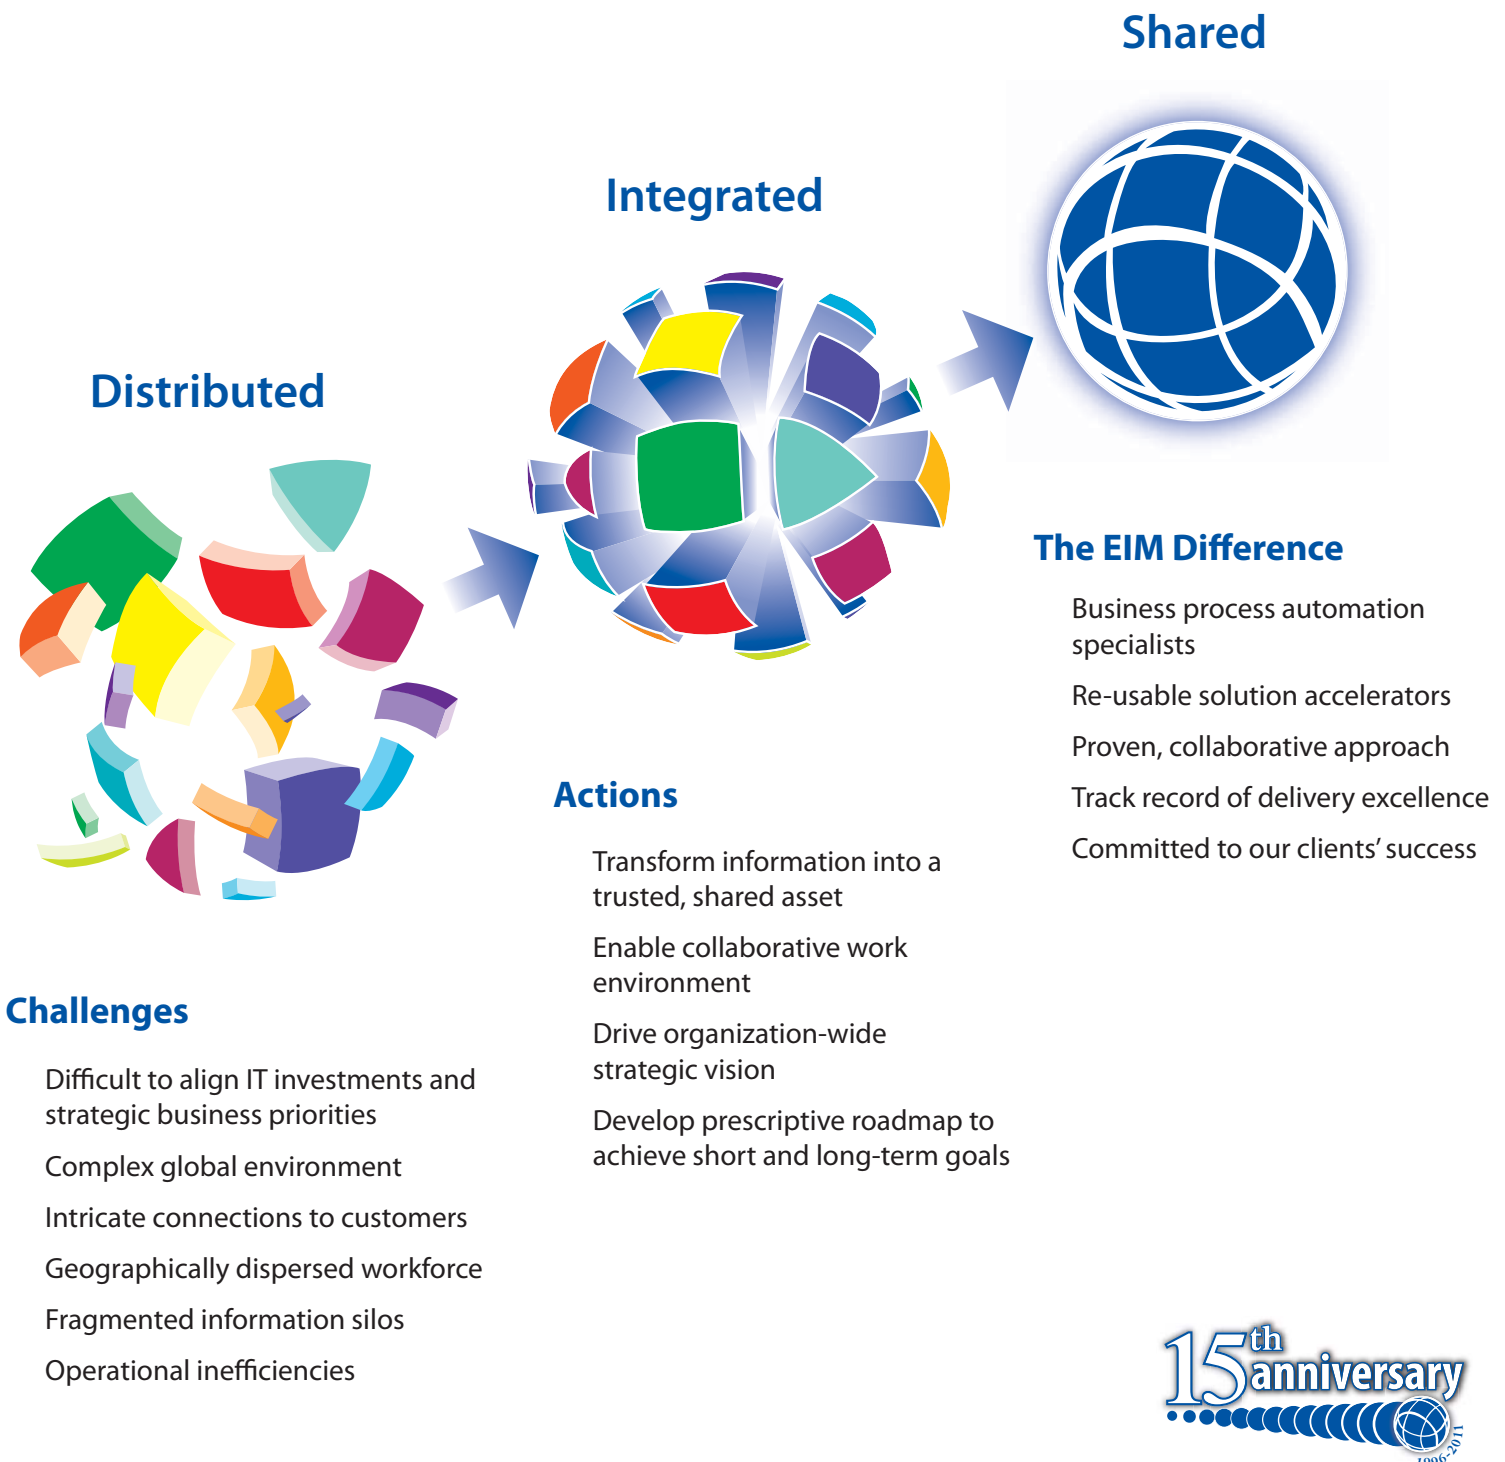 Shared
Integrated
Distributed
The EIM Difference
Business process automation
specialists
Re-usable solution accelerators
Proven, collaborative approach
Track record of delivery excellence
Committed to our clients’ success
Actions
Transform information into a
trusted, shared asset
Enable collaborative work
environment
Drive organization-wide
strategic vision
Develop prescriptive roadmap to
achieve short and long-term goals
Challenges
Difficult to align IT investments and
strategic business priorities
Complex global environment
Intricate connections to customers
Geographically dispersed workforce
Fragmented information silos
Operational inefficiencies
15th
anniversary
1996-2011